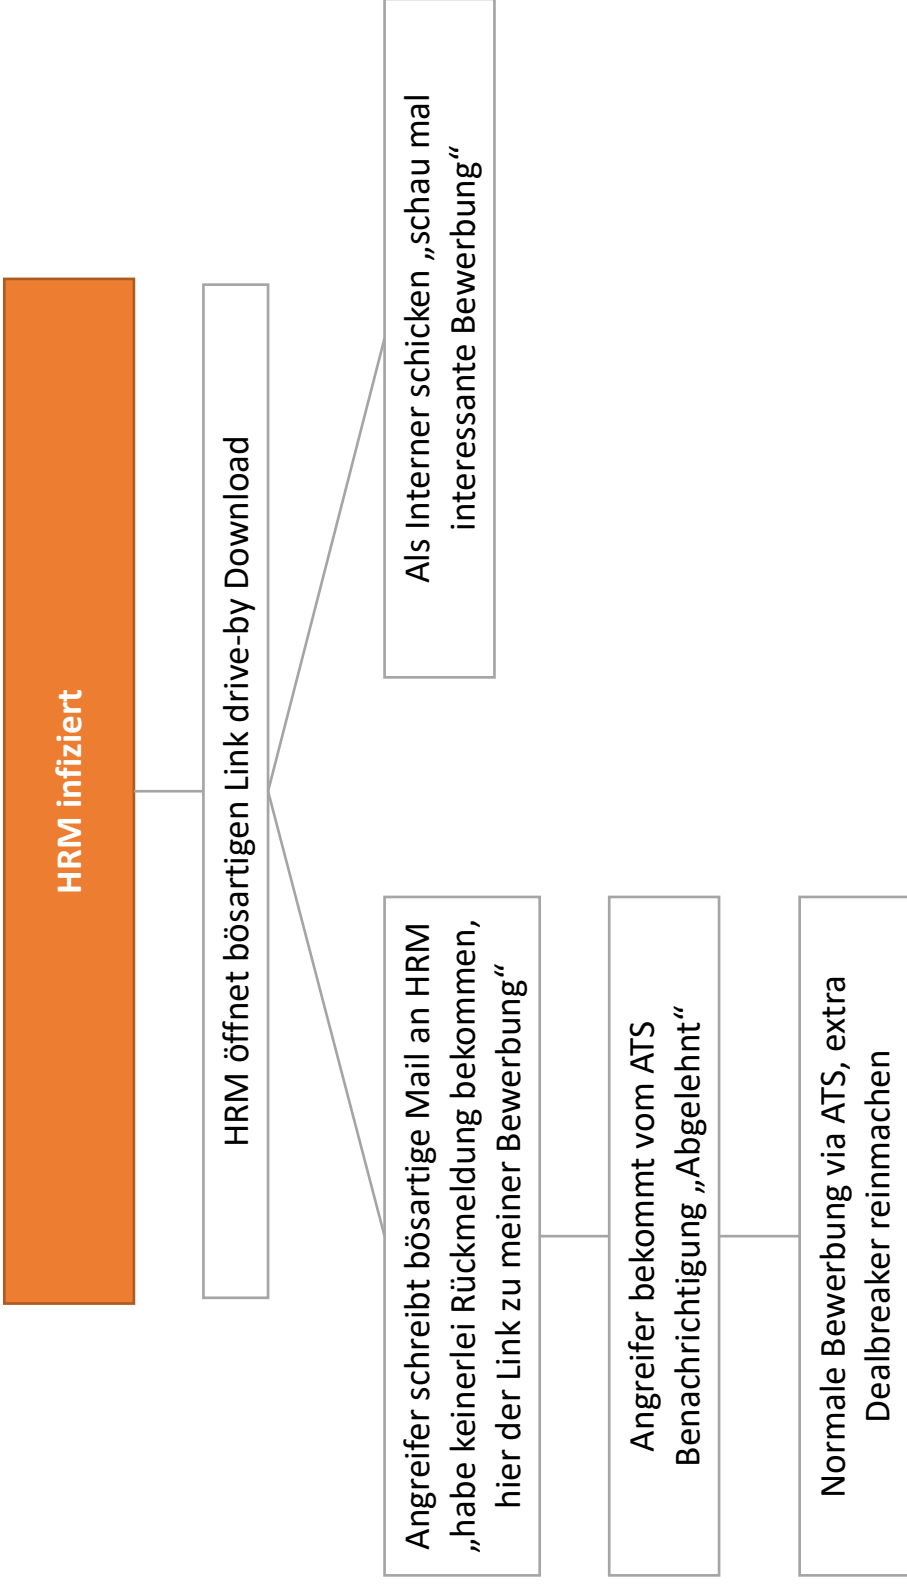 HRM infiziert
HRM öffnet bösartigen Link drive-by Download
Angreifer schreibt bösartige Mail an HRM
„habe keinerlei Rückmeldung bekommen,
hier der Link zu meiner Bewerbung“
Angreifer bekommt vom ATS
Benachrichtigung „Abgelehnt“
Normale Bewerbung via ATS, extra
Dealbreaker reinmachen
Als Interner schicken „schau mal
interessante Bewerbung“